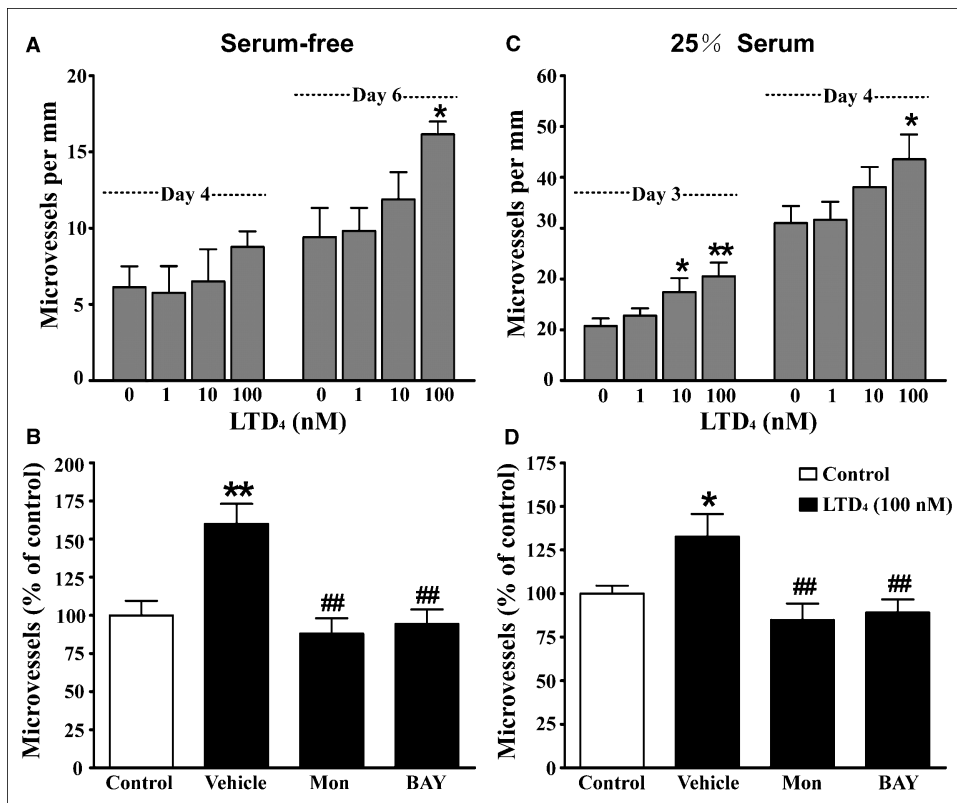 A Serum-free
20
15
10
5
0
Microvessels per mm
Day 4
Day 6
*
0 1 10 100 0 1 10 100
LTD₄ (nM)
C 25% Serum
60
50
40
30
20
20
0
Microvessels per mm
Day 3
Day 4
* ** *
0 1 10 100 0 1 10 100
LTD₄ (nM)
B
200
175
150
125
100
75
50
25
0
Microvessels (% of control)
**
## ##
Control Vehicle Mon BAY
D
175
150
125
100
75
50
25
0
Microvessels (% of control)
Control
LTD₄ (100 nM)
*
## ##
Control Vehicle Mon BAY